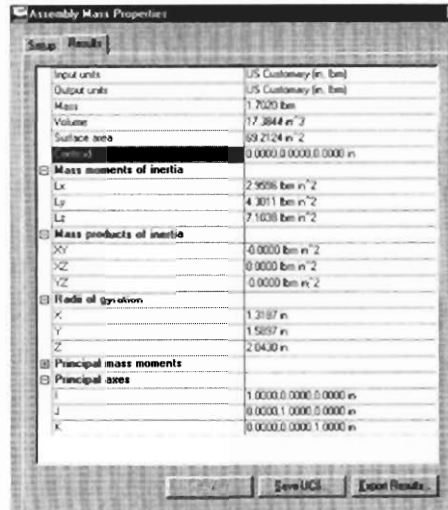 Assembly Mass Properties
Setup Results
Input units US Customary (in, lbm)
Output units US Customary (in, lbm)
Mass 1.7020 lbm
Volume 17.3844 in^3
Surface area 69.2124 in^2
Centroid 0.0000,0.0000,0.0000 in
Mass moments of inertia
Lx 2.9596 lbm in^2
Ly 4.3011 lbm in^2
Lz 7.1038 lbm in^2
Mass products of inertia
XY -0.0000 lbm in^2
XZ 0.0000 lbm in^2
YZ -0.0000 lbm in^2
Radii of gyration
X 1.3187 in
Y 1.5897 in
Z 2.0430 in
Principal mass moments
Principal axes
I 1.0000,0.0000,0.0000 in
J 0.0000,1.0000,0.0000 in
K 0.0000,0.0000,1.0000 in
Save UCS... Export Results...